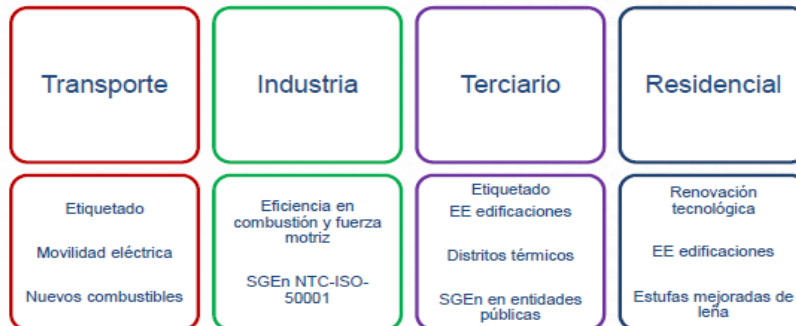 Transporte
Industria
Terciario
Residencial
Etiquetado
Movilidad eléctrica
Nuevos combustibles
Eficiencia en
combustión y fuerza
motriz
SGEn NTC-ISO-
50001
Etiquetado
EE edificaciones
Distritos térmicos
SGEn en entidades
públicas
Renovación
tecnológica
EE edificaciones
Estufas mejoradas de
leña